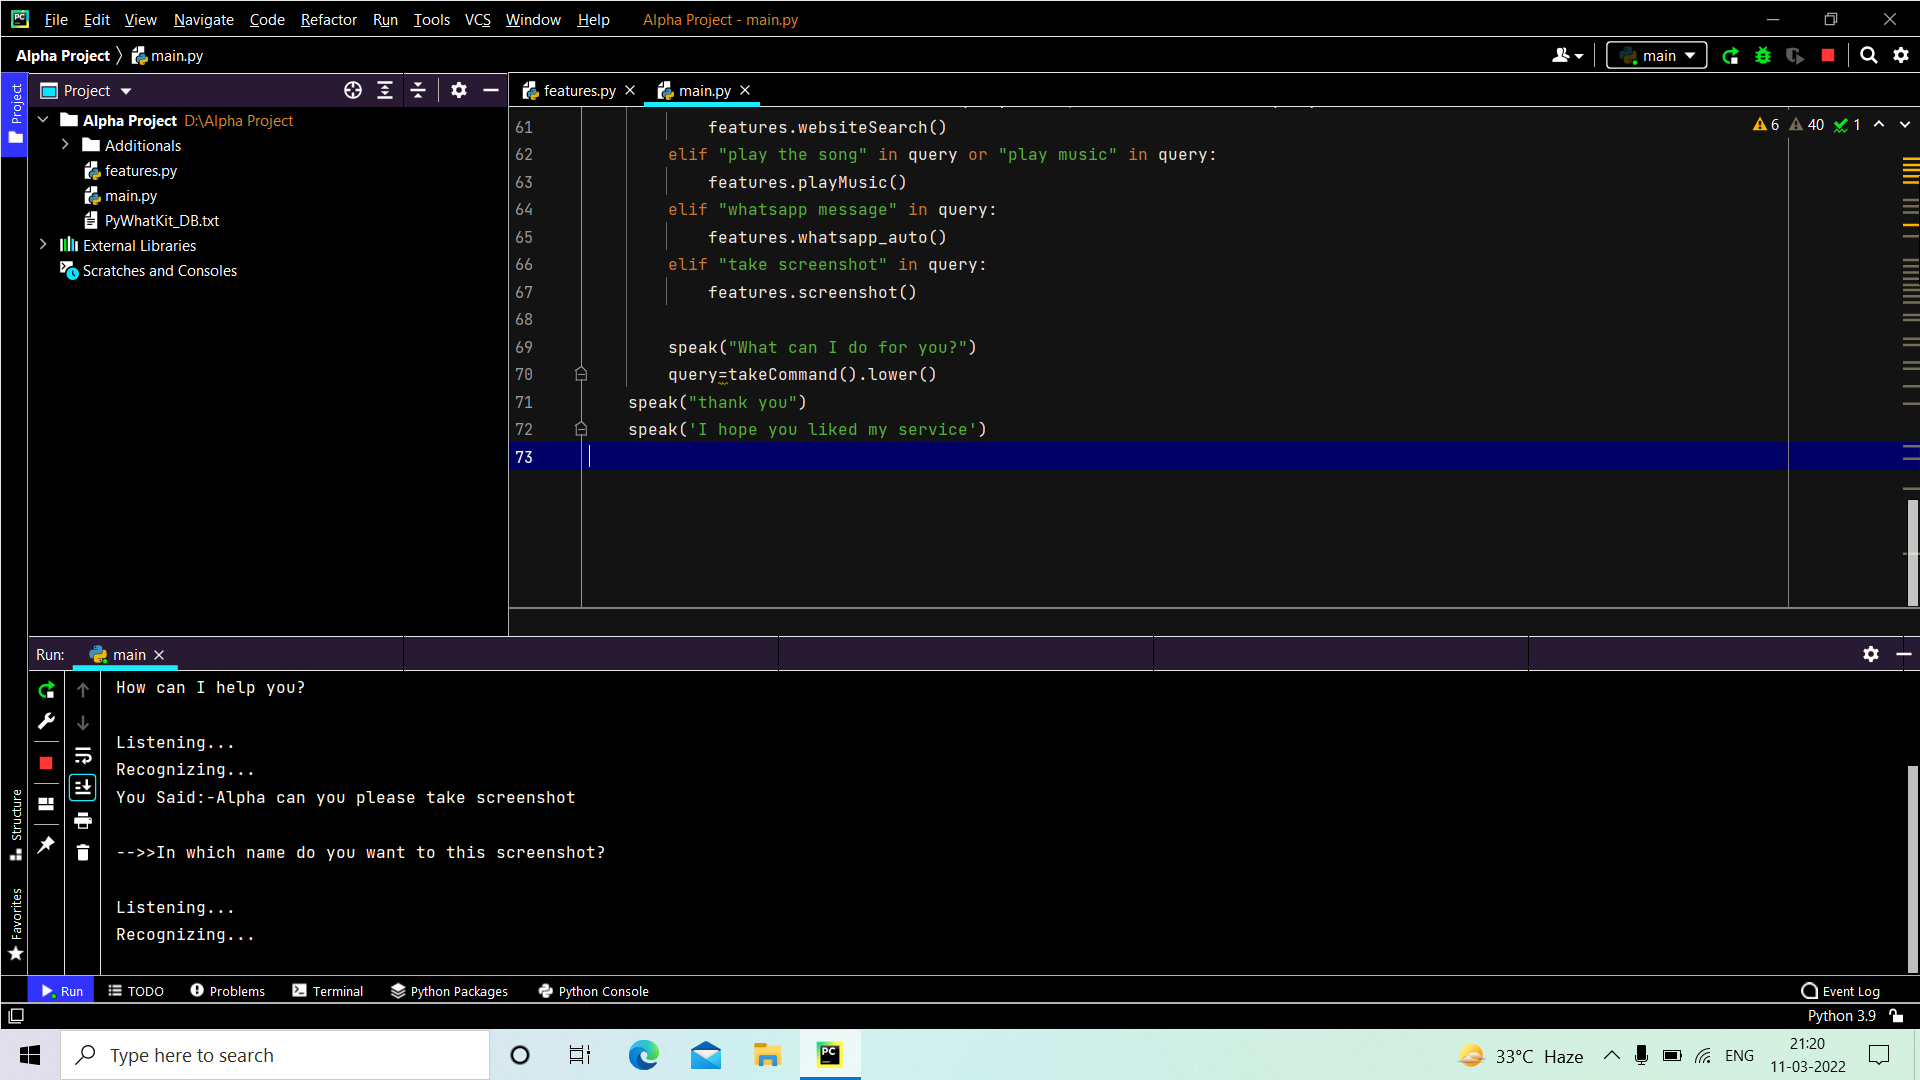 File Edit View Navigate Code Refactor Run Tools VCS Window Help Alpha Project - main.py
Alpha Project main.py main
Project
Project
features.py main.py
Alpha Project D:\Alpha Project
Additionals
features.py
main.py
PyWhatKit_DB.txt
External Libraries
Scratches and Consoles
6 40 1
61 features.websiteSearch()
62 elif "play the song" in query or "play music" in query:
63 features.playMusic()
64 elif "whatsapp message" in query:
65 features.whatsapp_auto()
66 elif "take screenshot" in query:
67 features.screenshot()
68
69 speak("What can I do for you?")
70 query=takeCommand().lower()
71 speak("thank you")
72 speak('I hope you liked my service')
73
Run: main
How can I help you?
Listening...
Recognizing...
You Said:-Alpha can you please take screenshot
-->>In which name do you want to this screenshot?
Listening...
Recognizing...
Structure
Favorites
Run TODO Problems Terminal Python Packages Python Console Event Log
Python 3.9
Type here to search
PC
33°C Haze ENG 21:20
11-03-2022